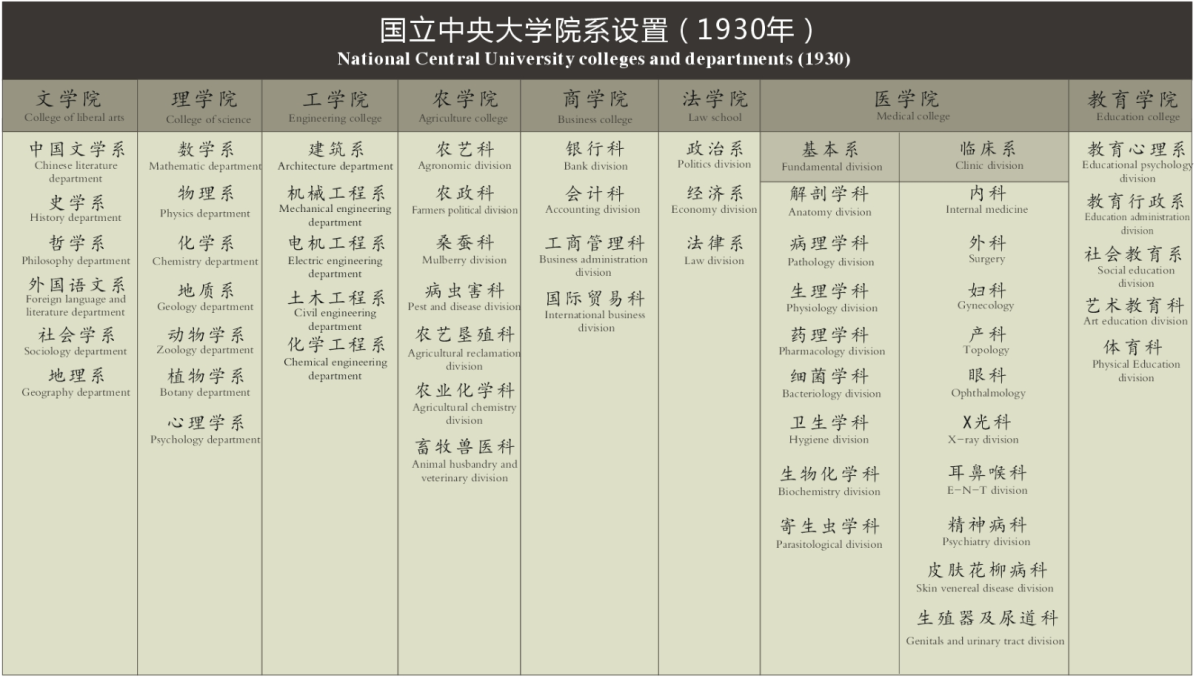 国立中央大学院系设置（1930年）
National Central University colleges and departments (1930)
文学院
College of liberal arts
中国文学系
Chinese literature
department
史学系
History department
哲学系
Philosophy department
外国语文系
Foreign language and
literature department
社会学系
Sociology department
地理系
Geography department
理学院
College of science
数学系
Mathematic department
物理系
Physics department
化学系
Chemistry department
地质系
Geology department
动物学系
Zoology department
植物学系
Botany department
心理学系
Psychology department
工学院
Engineering college
建筑系
Architecture department
机械工程系
Mechanical engineering
department
电机工程系
Electric engineering
department
土木工程系
Civil engineering
department
化学工程系
Chemical engineering
department
农学院
Agriculture college
农艺科
Agronomic division
农政科
Farmers political division
桑蚕科
Mulberry division
病虫害科
Pest and disease division
农艺垦殖科
Agricultural reclamation
division
农业化学科
Agricultural chemistry
division
畜牧兽医科
Animal husbandry and
veterinary division
商学院
Business college
银行科
Bank division
会计科
Accounting division
工商管理科
Business administration
division
国际贸易科
International business
division
法学院
Law school
政治系
Politics division
经济系
Economy division
法律系
Law division
医学院
Medical college
基本系
Fundamental division
解剖学科
Anatomy division
病理学科
Pathology division
生理学科
Physiology division
药理学科
Pharmacology division
细菌学科
Bacteriology division
卫生学科
Hygiene division
生物化学科
Biochemistry division
寄生虫学科
Parasitological division
临床系
Clinic division
内科
Internal medicine
外科
Surgery
妇科
Gynecology
产科
Topology
眼科
Ophthalmology
X光科
X-ray division
耳鼻喉科
E-N-T division
精神病科
Psychiatry division
皮肤花柳病科
Skin venereal disease division
生殖器及尿道科
Genitals and urinary tract division
教育学院
Education college
教育心理系
Educational psychology
division
教育行政系
Education administration
division
社会教育系
Social education
division
艺术教育科
Art education division
体育科
Physical Education
division